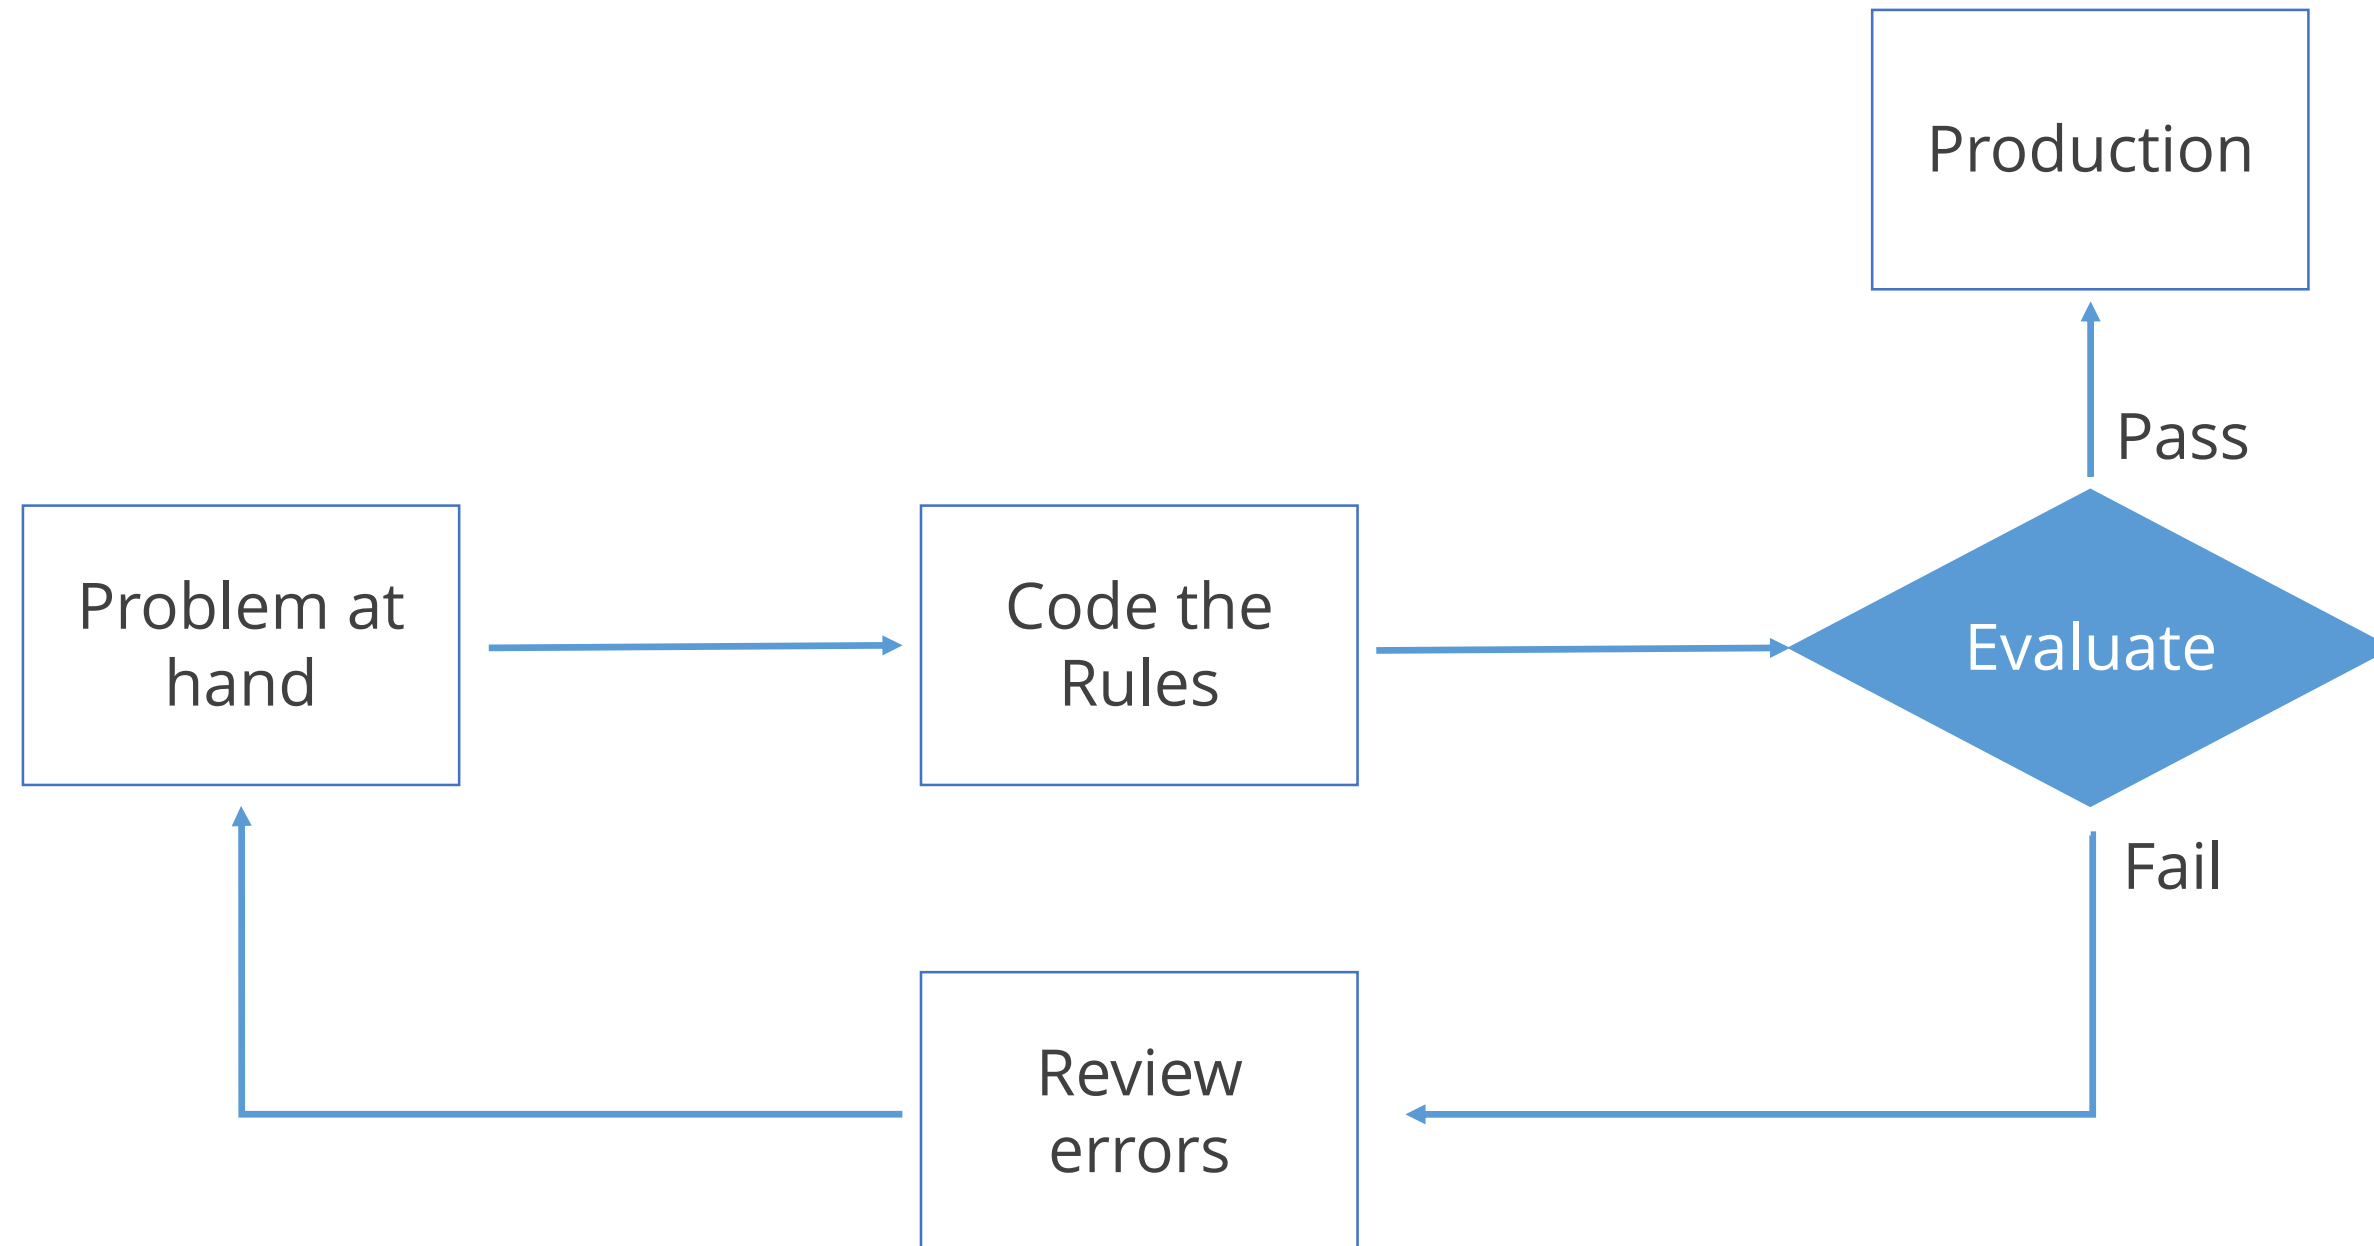 Production
Pass
Problem at
hand
Code the
Rules
Evaluate
Fail
Review
errors